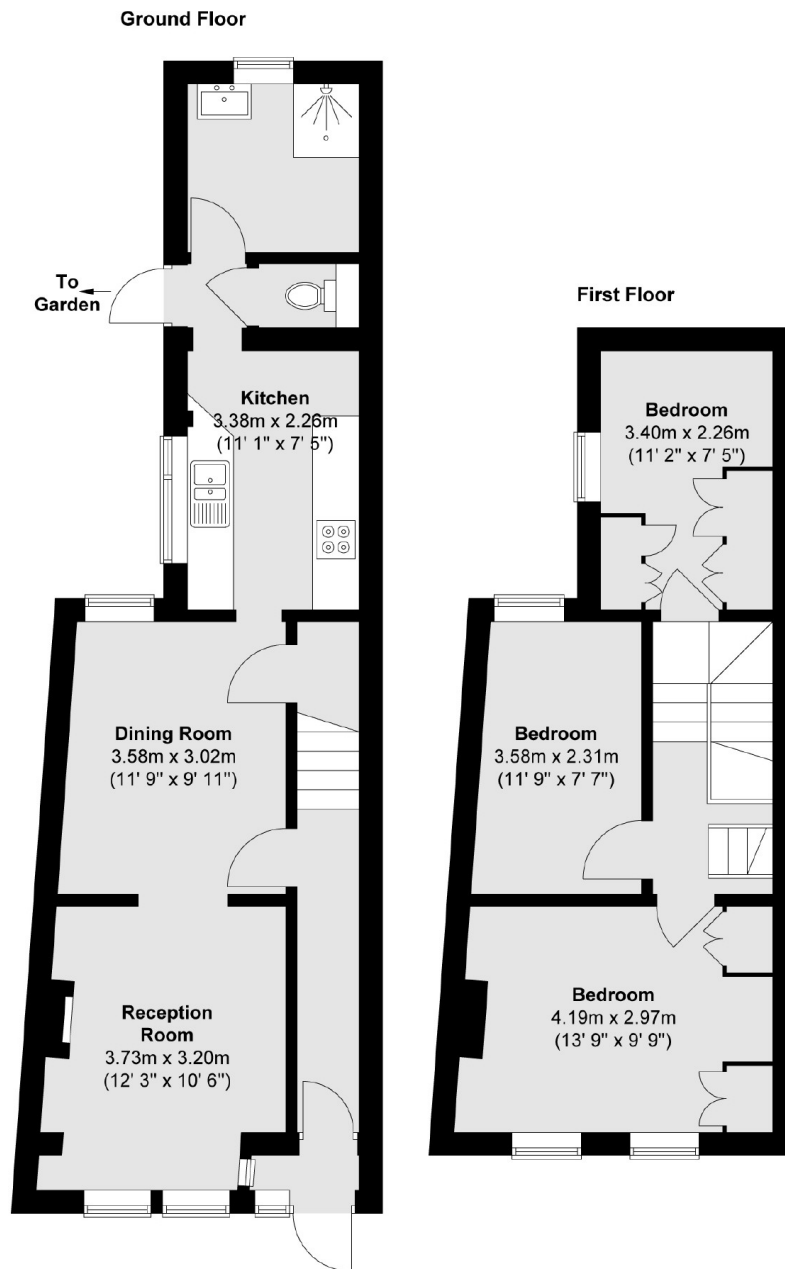 Ground Floor
To
Garden
Kitchen
3.38m x 2.26m
(11' 1" x 7' 5")
Dining Room
3.58m x 3.02m
(11' 9" x 9' 11")
Reception
Room
3.73m x 3.20m
(12' 3" x 10' 6")
First Floor
Bedroom
3.40m x 2.26m
(11' 2" x 7' 5")
Bedroom
3.58m x 2.31m
(11' 9" x 7' 7")
Bedroom
4.19m x 2.97m
(13' 9" x 9' 9")